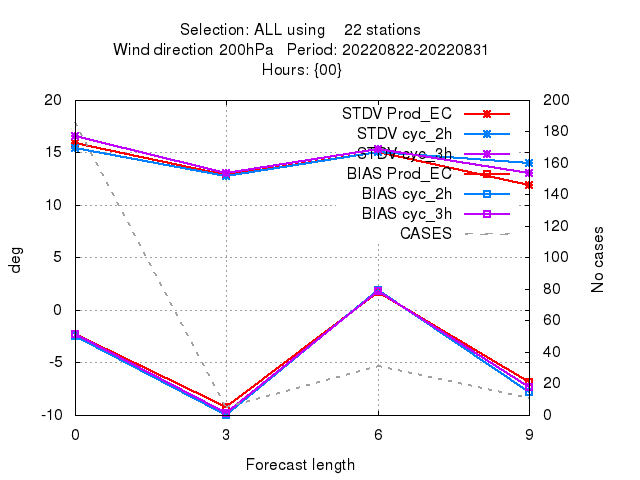 Selection: ALL using 22 stations
Wind direction 200hPa Period: 20220822-20220831
Hours: {00}
20
15
10
5
0
-5
-10
deg
STDV Prod_EC
STDV cyc_2h
STDV cyc_3h
BIAS Prod_EC
BIAS cyc_2h
BIAS cyc_3h
CASES
200
180
160
140
120
100
80
60
40
20
0
No cases
0 3 6 9
Forecast length